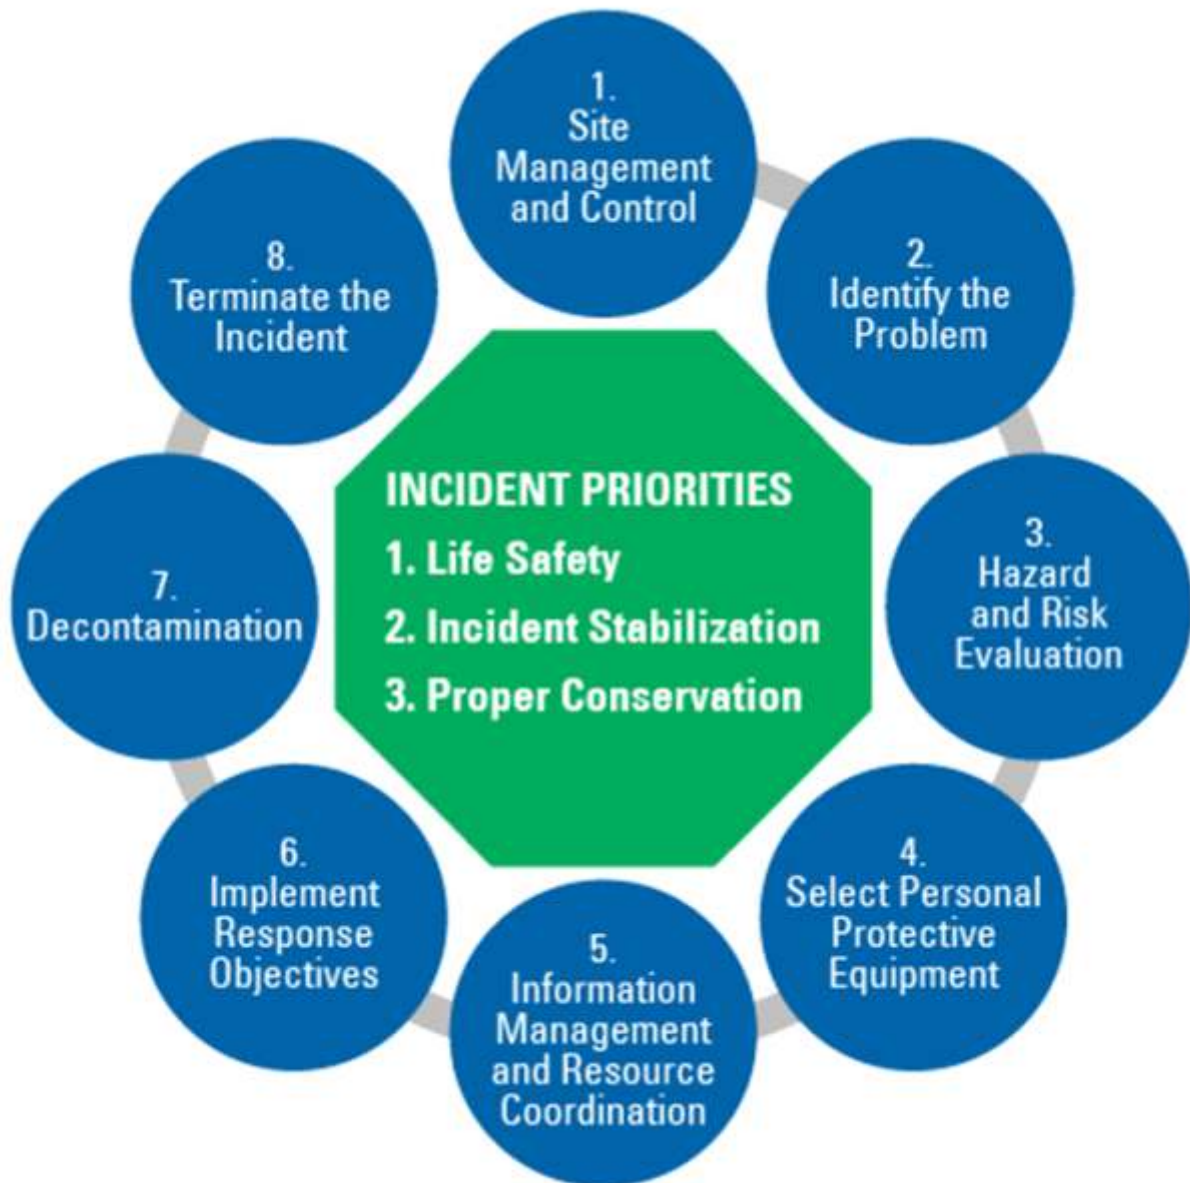 1.
Site
Management
and Control
2.
Identify the
Problem
3.
Hazard
and Risk
Evaluation
4.
Select Personal
Protective
Equipment
5.
Information
Management
and Resource
Coordination
6.
Implement
Response
Objectives
7.
Decontamination
8.
Terminate the
Incident
INCIDENT PRIORITIES
1. Life Safety
2. Incident Stabilization
3. Proper Conservation